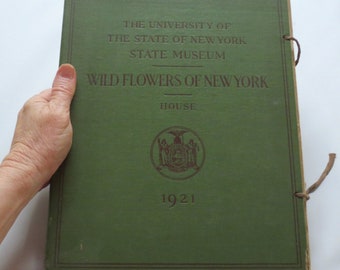 THE UNIVERSITY OF
THE STATE OF NEW YORK
STATE MUSEUM
WILD FLOWERS OF NEW YORK
HOUSE
1921